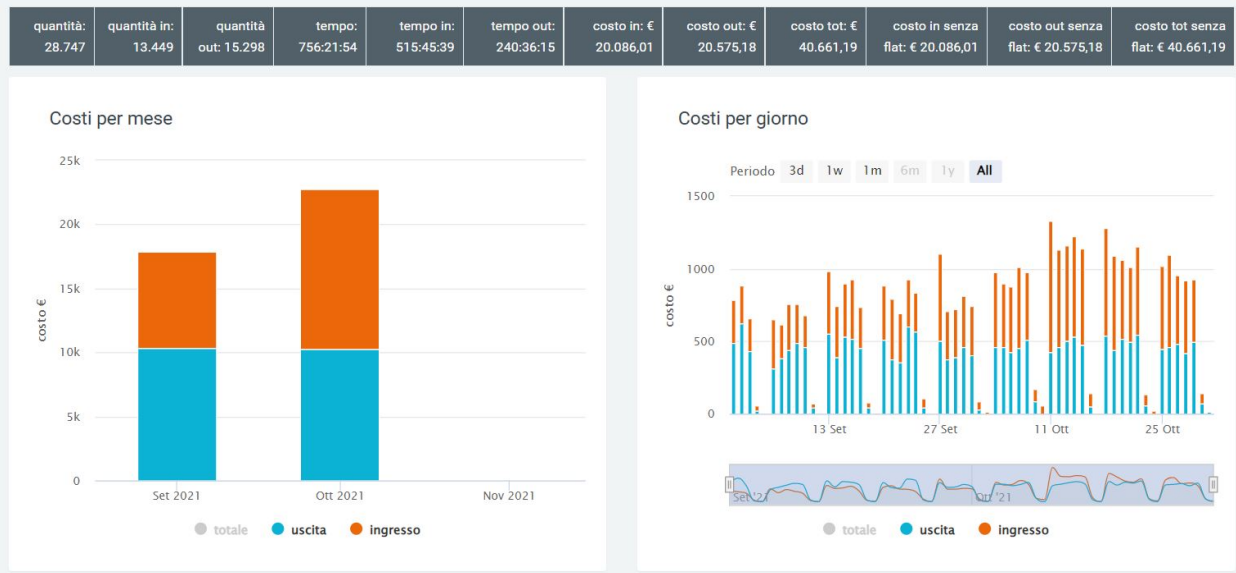 quantità: 28.747
quantità in: 13.449
quantità out: 15.298
tempo: 756:21:54
tempo in: 515:45:39
tempo out: 240:36:15
costo in: € 20.086,01
costo out: € 20.575,18
costo tot: € 40.661,19
costo in senza flat: € 20.086,01
costo out senza flat: € 20.575,18
costo tot senza flat: € 40.661,19
Costi per mese
25k
20k
15k
10k
5k
0
costo €
Set 2021
Ott 2021
Nov 2021
totale uscita ingresso
Costi per giorno
Periodo 3d 1w 1m 6m 1y All
1500
1000
500
0
costo €
13 Set
27 Set
11 Ott
25 Ott
Set '21
Ott '21
totale uscita ingresso